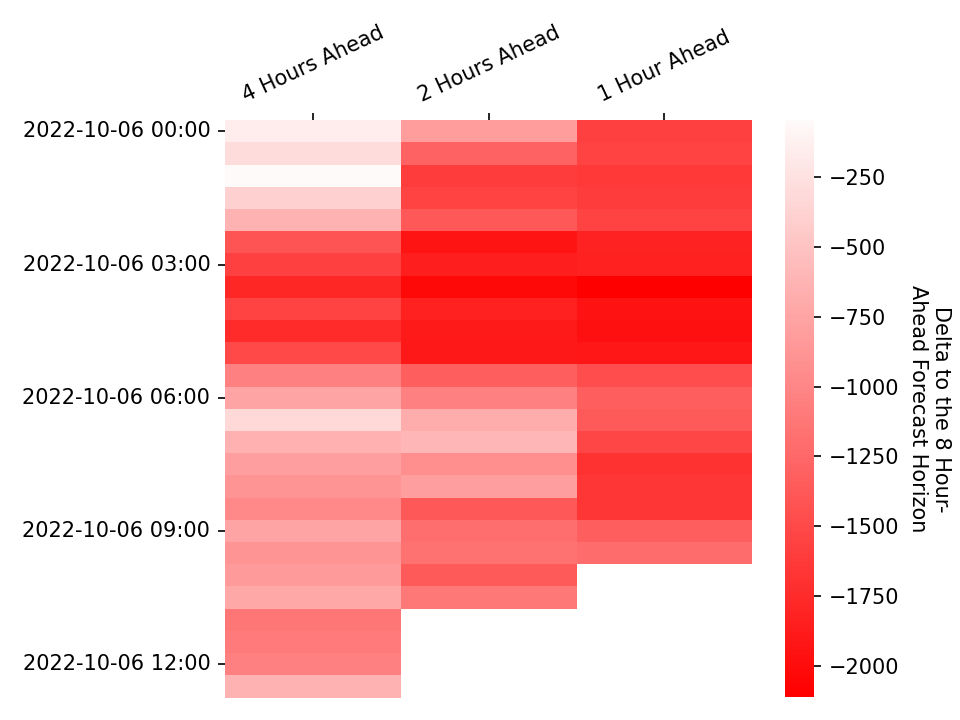 4 Hours Ahead
2 Hours Ahead
1 Hour Ahead
2022-10-06 00:00
2022-10-06 03:00
2022-10-06 06:00
2022-10-06 09:00
2022-10-06 12:00
−250
−500
−750
−1000
−1250
−1500
−1750
−2000
Delta to the 8 Hour-
Ahead Forecast Horizon